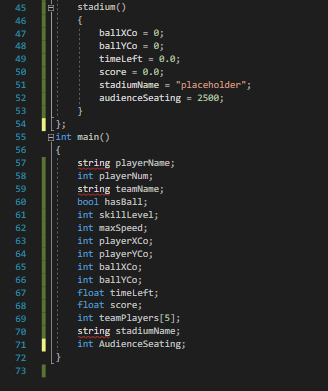 45 stadium()
46 {
47 ballXCo = 0;
48 ballYCo = 0;
49 timeLeft = 0.0;
50 score = 0.0;
51 stadiumName = "placeholder";
52 audienceSeating = 2500;
53 }
54 };
55 int main()
56 {
57 string playerName;
58 int playerNum;
59 string teamName;
60 bool hasBall;
61 int skillLevel;
62 int maxSpeed;
63 int playerXCo;
64 int playerYCo;
65 int ballXCo;
66 int ballYCo;
67 float timeLeft;
68 float score;
69 int teamPlayers[5];
70 string stadiumName;
71 int AudienceSeating;
72 }
73